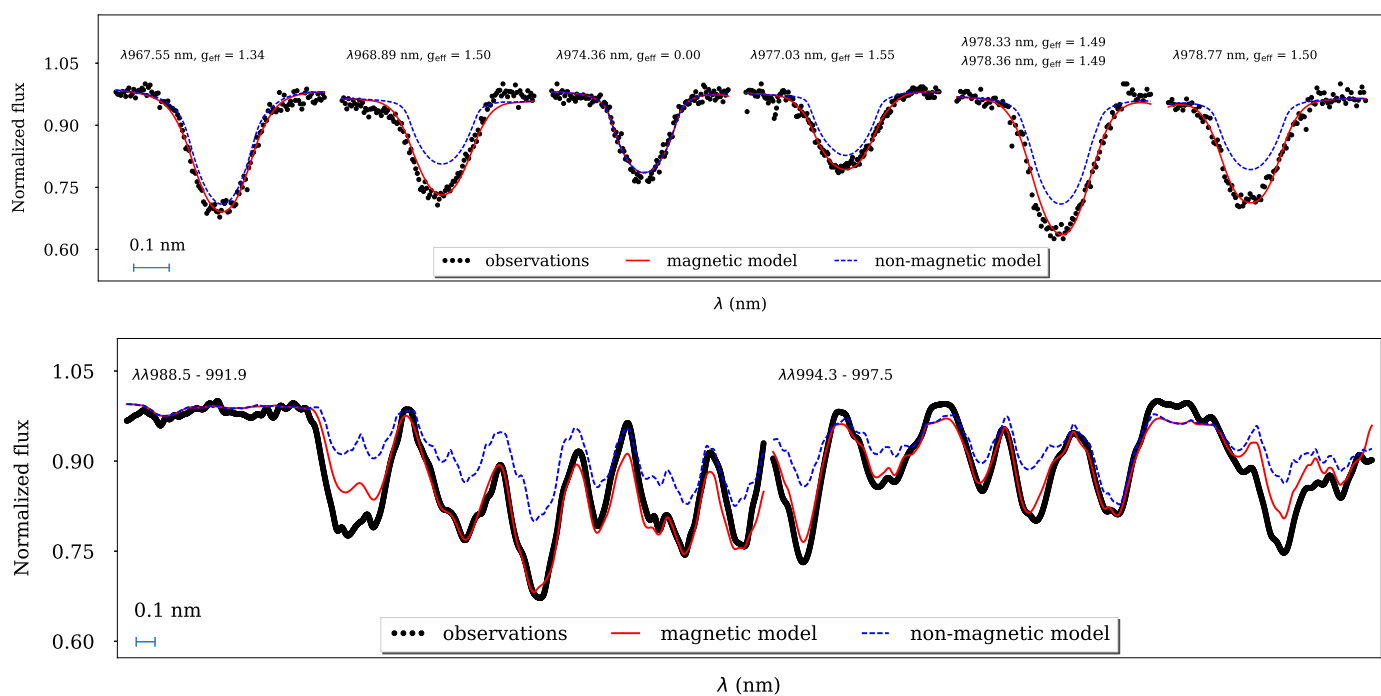 λ967.55 nm, g_eff = 1.34
λ968.89 nm, g_eff = 1.50
λ974.36 nm, g_eff = 0.00
λ977.03 nm, g_eff = 1.55
λ978.33 nm, g_eff = 1.49
λ978.36 nm, g_eff = 1.49
λ978.77 nm, g_eff = 1.50
1.05
0.90
0.75
0.60
Normalized flux
0.1 nm
observations
magnetic model
non-magnetic model
λ (nm)
λλ988.5 - 991.9
λλ994.3 - 997.5
1.05
0.90
0.75
0.60
Normalized flux
0.1 nm
observations
magnetic model
non-magnetic model
λ (nm)